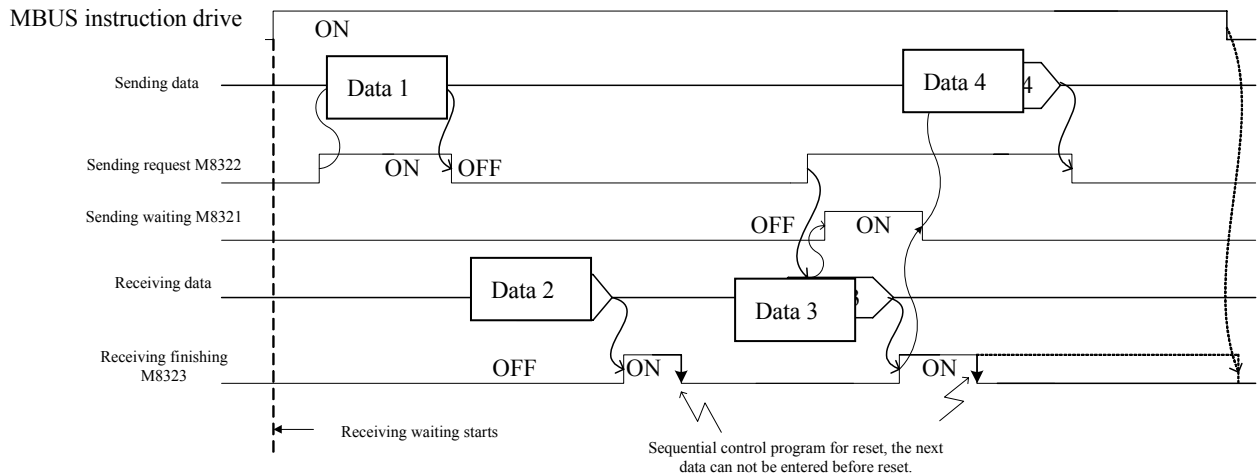 MBUS instruction drive
ON
Sending data
Data 1
Data 4
4
Sending request M8322
ON
OFF
Sending waiting M8321
OFF
ON
Receiving data
Data 2
Data 3
3
Receiving finishing
M8323
OFF
ON
ON
Receiving waiting starts
Sequential control program for reset, the next
data can not be entered before reset.